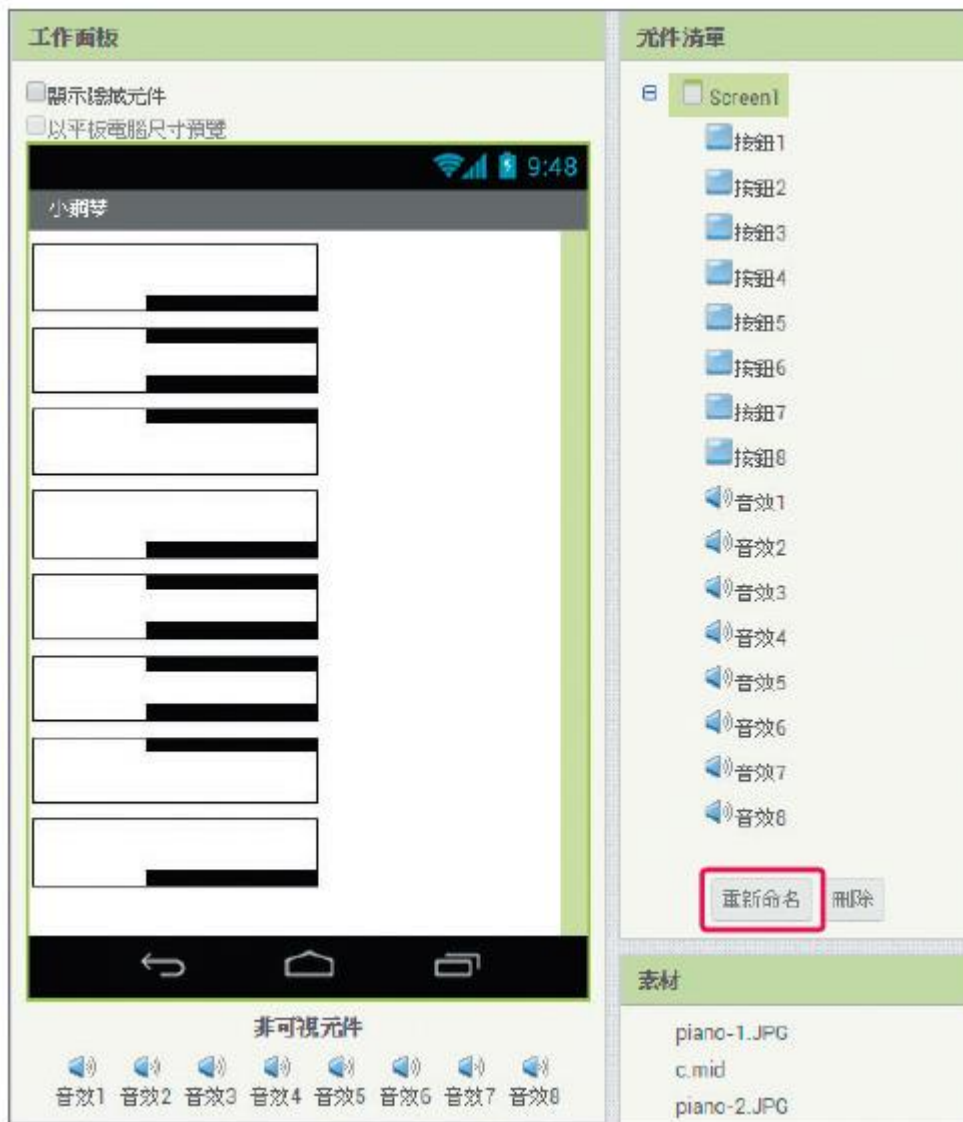 工作面板
顯示隱藏元件
以平板電腦尺寸預覽
9:48
小鋼琴
非可視元件
音效1 音效2 音效3 音效4 音效5 音效6 音效7 音效8
元件清單
Screen1
按鈕1
按鈕2
按鈕3
按鈕4
按鈕5
按鈕6
按鈕7
按鈕8
音效1
音效2
音效3
音效4
音效5
音效6
音效7
音效8
重新命名 刪除
素材
piano-1.JPG
c.mid
piano-2.JPG